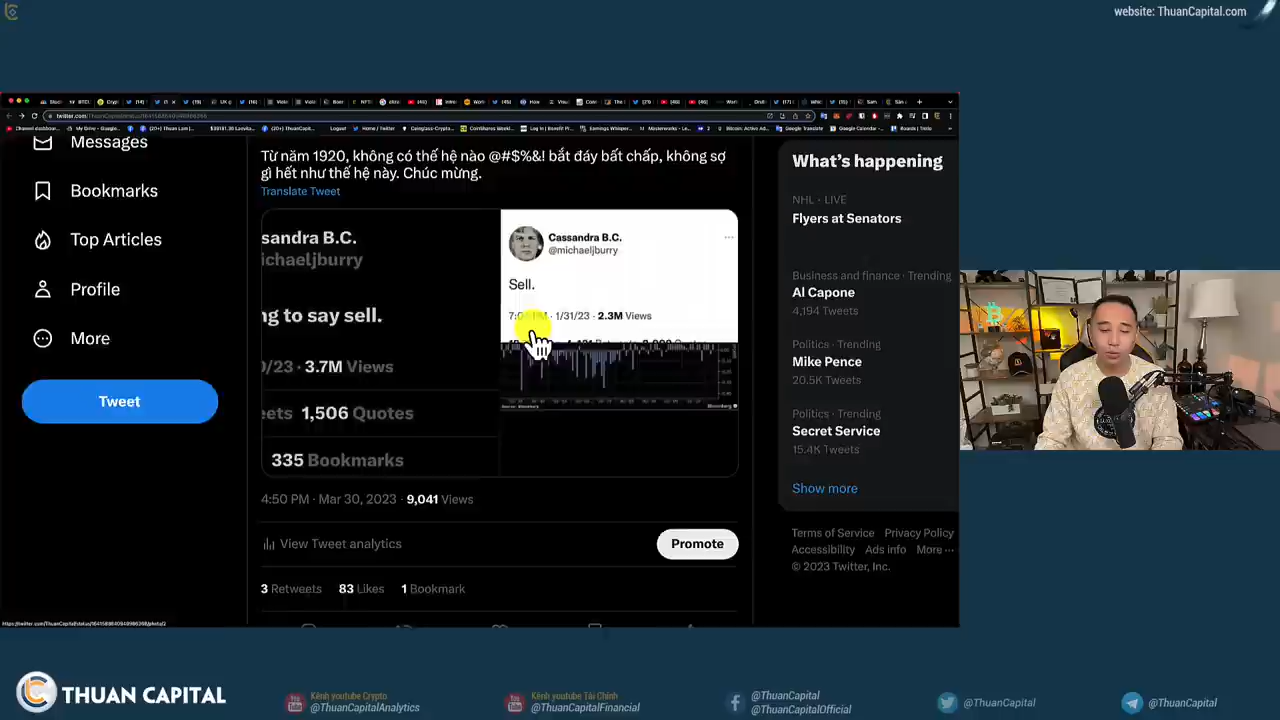 website: ThuanCapital.com
Messages
Bookmarks
Top Articles
Profile
More
Tweet
Từ năm 1920, không có thế hệ nào @#$%&! bắt đáy bất chấp, không sợ
gì hết như thế hệ này. Chúc mừng.
Translate Tweet
sandra B.C.
ichaeljburry
ng to say sell.
/23 · 3.7M Views
eets 1,506 Quotes
335 Bookmarks
Cassandra B.C.
@michaeljburry
Sell.
1/31/23 · 2.3M Views
4:50 PM · Mar 30, 2023 · 9,041 Views
View Tweet analytics
Promote
3 Retweets 83 Likes 1 Bookmark
What's happening
NHL · LIVE
Flyers at Senators
Business and finance · Trending
Al Capone
4,194 Tweets
Politics · Trending
Mike Pence
20.5K Tweets
Politics · Trending
Secret Service
15.4K Tweets
Show more
Terms of Service Privacy Policy
Accessibility Ads info More ···
© 2023 Twitter, Inc.
THUAN CAPITAL
Kênh youtube Crypto
@ThuanCapitalAnalytics
Kênh youtube Tài Chính
@ThuanCapitalFinancial
@ThuanCapital
@ThuanCapitalOfficial
@ThuanCapital
@ThuanCapital